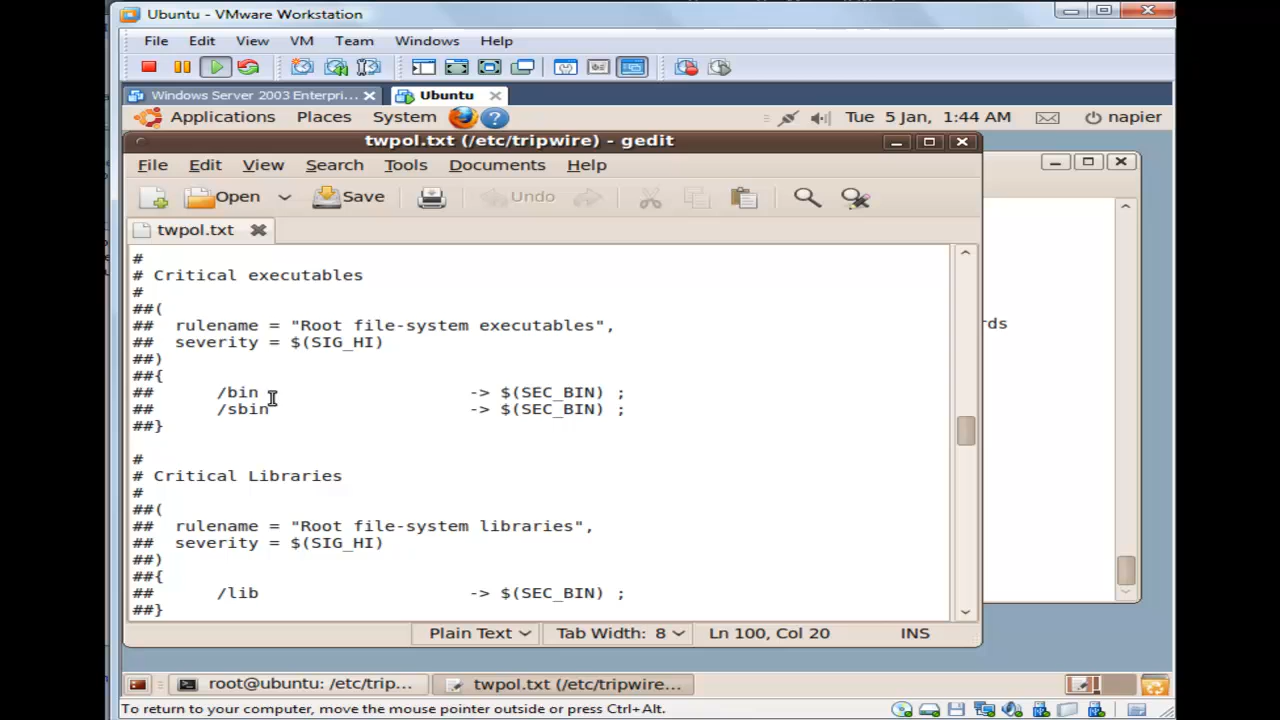 Ubuntu - VMware Workstation
File Edit View VM Team Windows Help
Windows Server 2003 Enterpri... Ubuntu
Applications Places System Tue 5 Jan, 1:44 AM napier
twpol.txt (/etc/tripwire) - gedit
File Edit View Search Tools Documents Help
Open Save Undo
twpol.txt
#
# Critical executables
#
##(
##  rulename = "Root file-system executables",
##  severity = $(SIG_HI)
##)
##{
##      /bin                    -> $(SEC_BIN) ;
##      /sbin                   -> $(SEC_BIN) ;
##}
#
# Critical Libraries
#
##(
##  rulename = "Root file-system libraries",
##  severity = $(SIG_HI)
##)
##{
##      /lib                    -> $(SEC_BIN) ;
##}
Plain Text Tab Width: 8 Ln 100, Col 20 INS
root@ubuntu: /etc/trip... twpol.txt (/etc/tripwire...
To return to your computer, move the mouse pointer outside or press Ctrl+Alt.